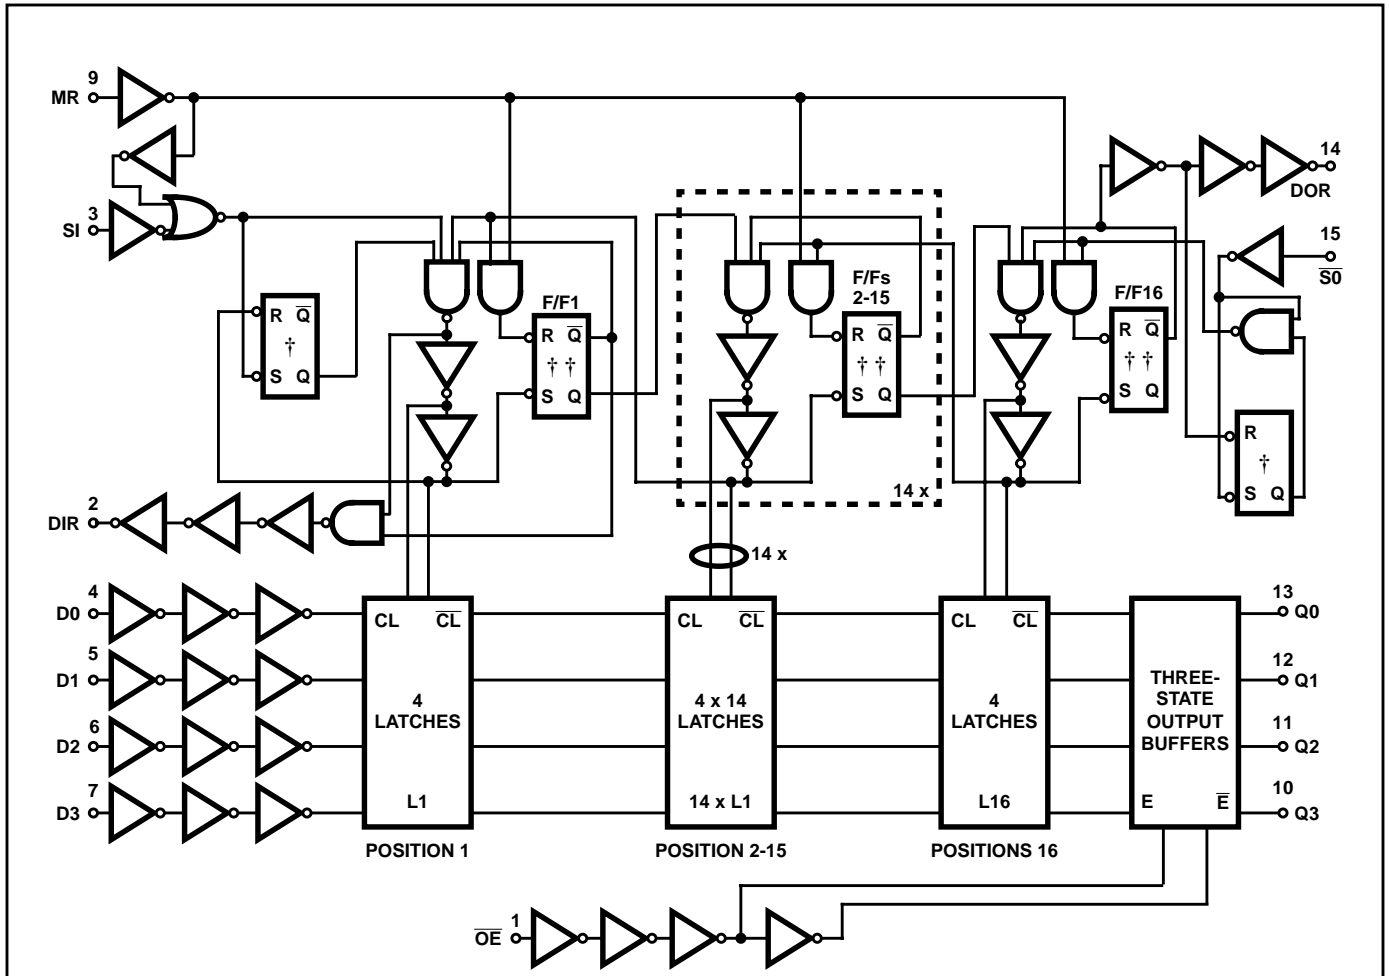 9
MR
3
SI
R Q̅
†
S Q
F/F1
R Q̅
† †
S Q
F/Fs
2-15
R Q̅
† †
S Q
14 x
F/F16
R Q̅
† †
S Q
14
DOR
15
S̅0̅
R
†
S Q
2
DIR
14 x
4
D0
5
D1
6
D2
7
D3
CL C̅L̅
4
LATCHES
L1
POSITION 1
CL C̅L̅
4 x 14
LATCHES
14 x L1
POSITION 2-15
CL C̅L̅
4
LATCHES
L16
POSITIONS 16
THREE-
STATE
OUTPUT
BUFFERS
E E̅
13
Q0
12
Q1
11
Q2
10
Q3
1
O̅E̅